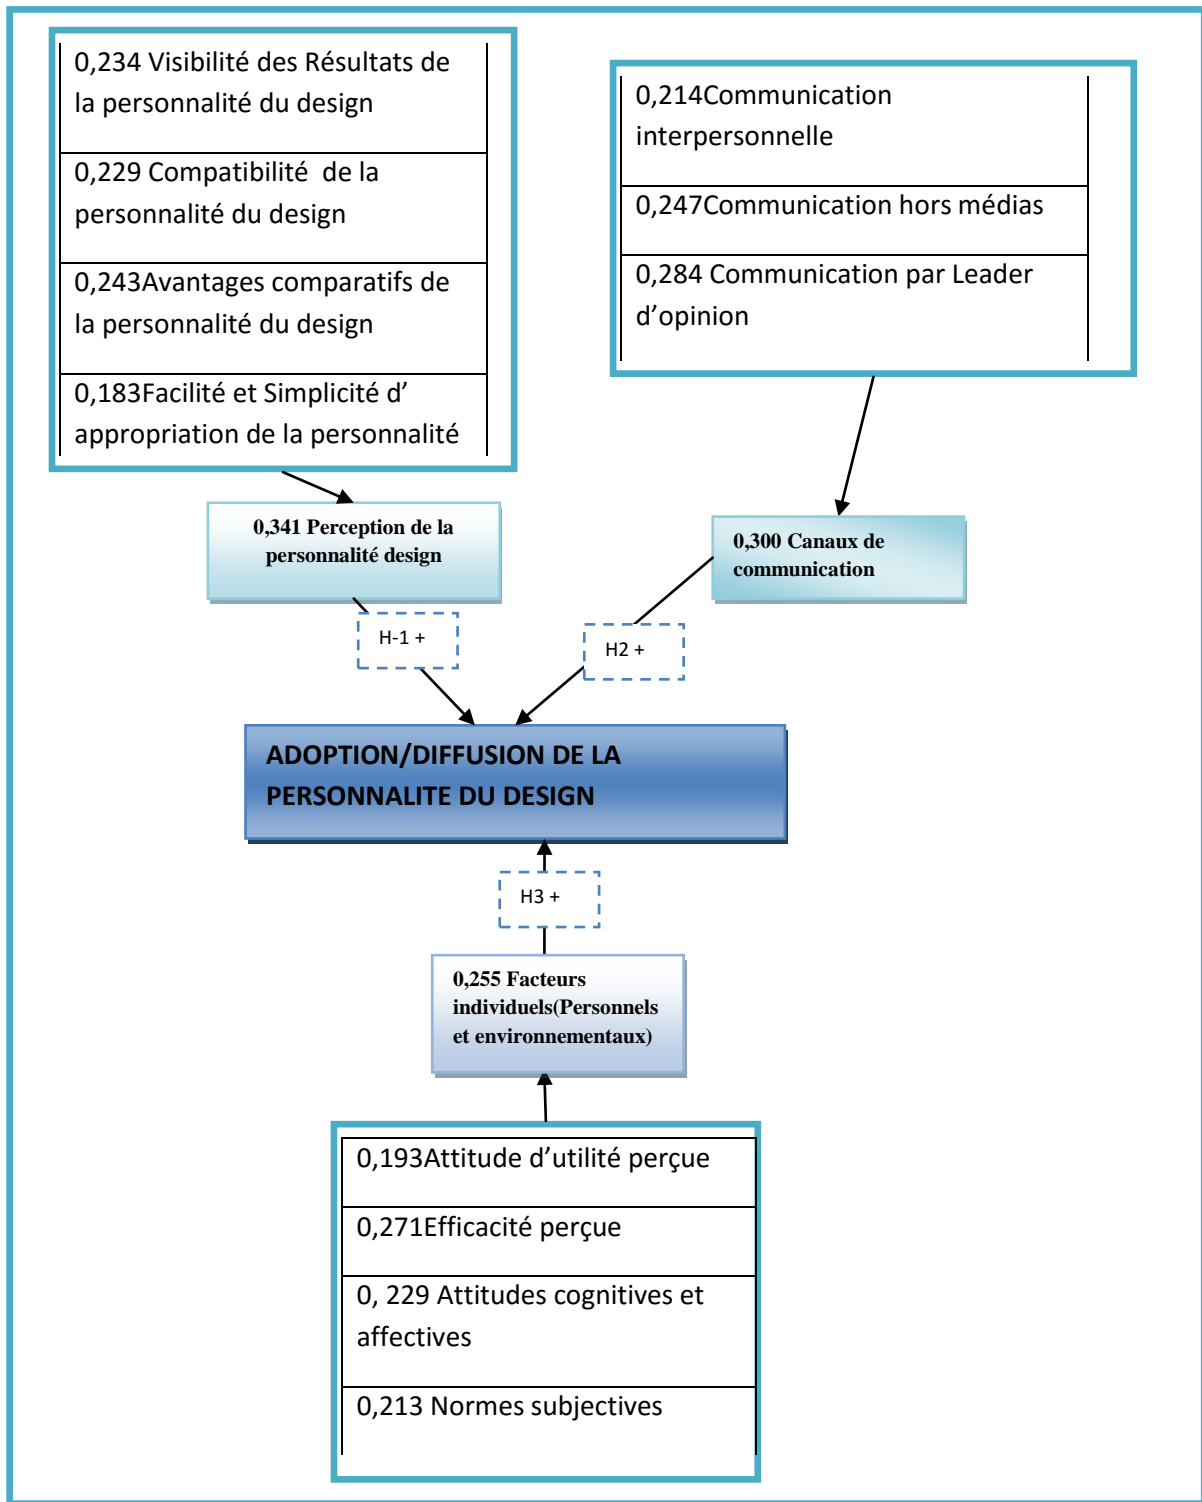 0,234 Visibilité des Résultats de
la personnalité du design
0,229 Compatibilité  de la
personnalité du design
0,243Avantages comparatifs de
la personnalité du design
0,183Facilité et Simplicité d’
appropriation de la personnalité
0,214Communication
interpersonnelle
0,247Communication hors médias
0,284 Communication par Leader
d’opinion
0,341 Perception de la
personnalité design
0,300 Canaux de
communication
H-1 +
H2 +
ADOPTION/DIFFUSION DE LA
PERSONNALITE DU DESIGN
H3 +
0,255 Facteurs
individuels(Personnels
et environnementaux)
0,193Attitude d’utilité perçue
0,271Efficacité perçue
0, 229 Attitudes cognitives et
affectives
0,213 Normes subjectives